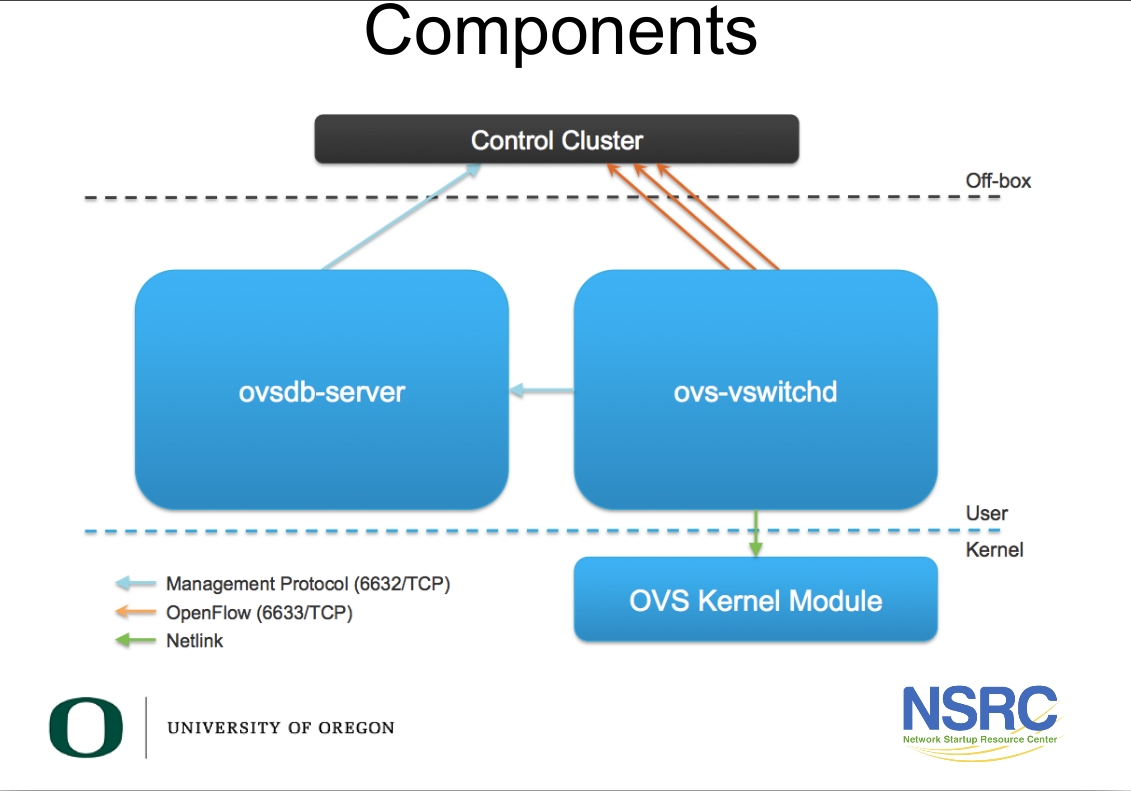 Components
Control Cluster
Off-box
ovsdb-server
ovs-vswitchd
User
Kernel
Management Protocol (6632/TCP)
OpenFlow (6633/TCP)
Netlink
OVS Kernel Module
O
UNIVERSITY OF OREGON
NSRC
Network Startup Resource Center